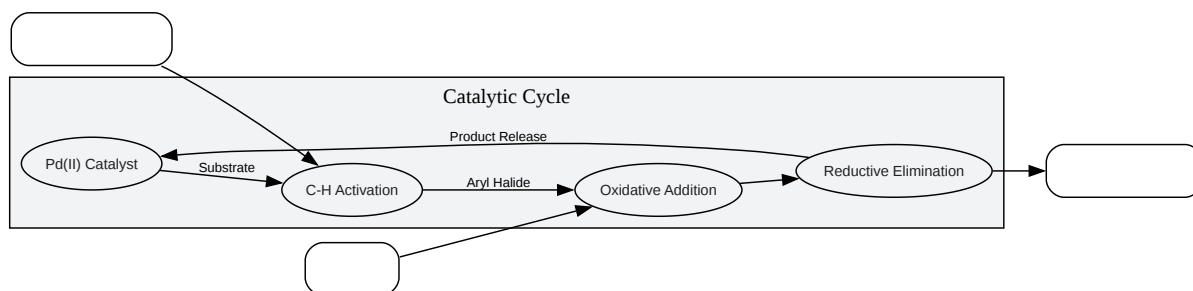 Catalytic Cycle
Product Release
Pd(II) Catalyst
Substrate
C-H Activation
Aryl Halide
Oxidative Addition
Reductive Elimination